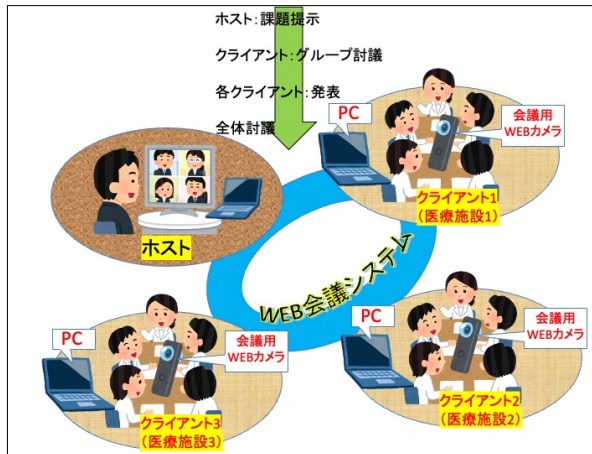 ホスト：課題提示
クライアント：グループ討議
各クライアント：発表
全体討議
PC
会議用
WEBカメラ
クライアント1
（医療施設1）
ホスト
WEB会議システム
PC
会議用
WEBカメラ
クライアント3
（医療施設3）
PC
会議用
WEBカメラ
クライアント2
（医療施設2）